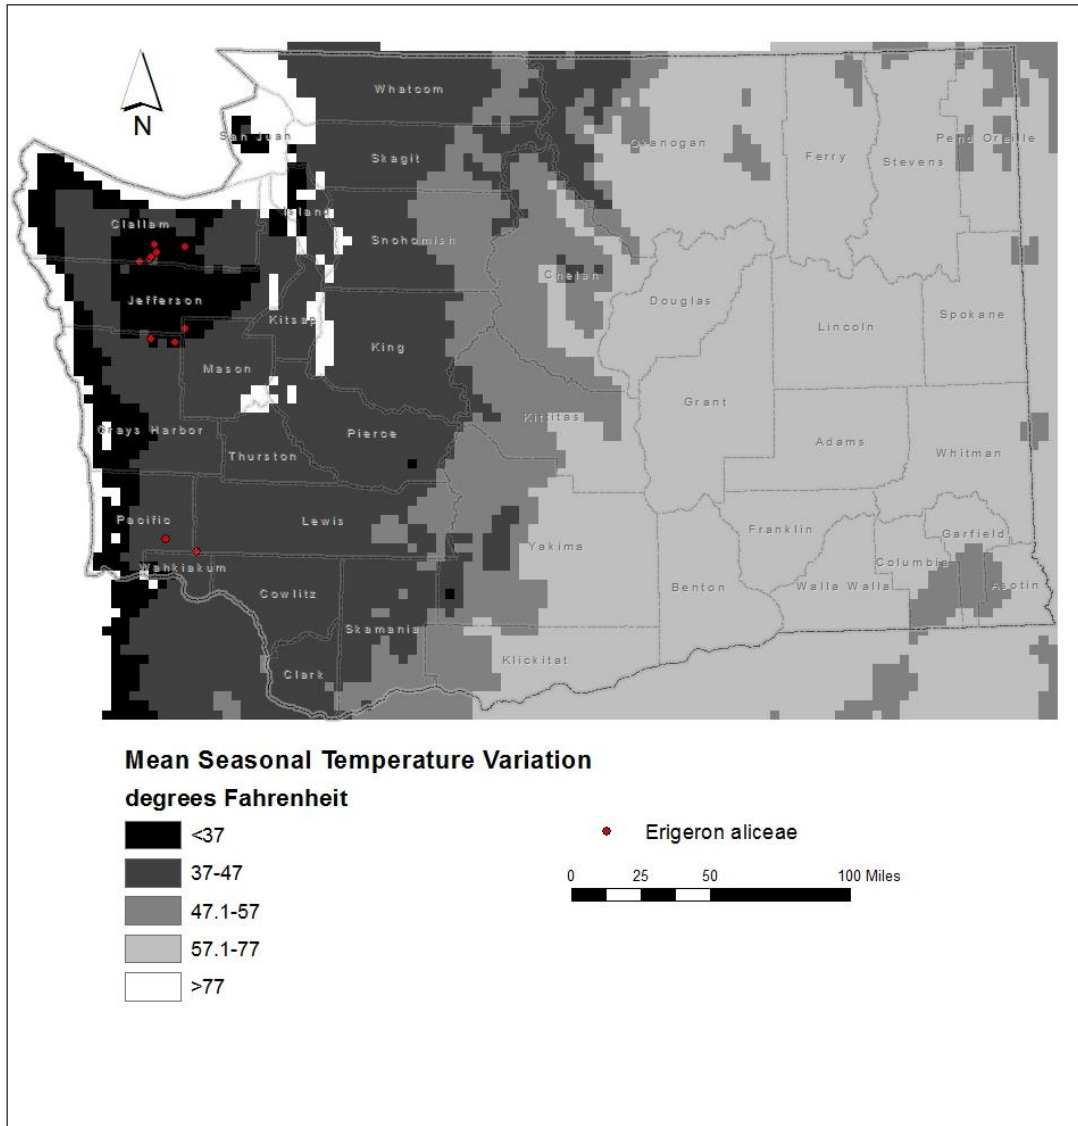 N
Whatcom
San Juan
Skagit
Okanogan
Ferry
Stevens
Pend Oreille
Island
Clallam
Snohomish
Chelan
Jefferson
Kitsap
Douglas
Lincoln
Spokane
King
Mason
Grant
Kittitas
Grays Harbor
Pierce
Adams
Thurston
Whitman
Pacific
Lewis
Franklin
Garfield
Yakima
Columbia
Wahkiakum
Benton
Walla Walla
Asotin
Cowlitz
Skamania
Klickitat
Clark
Mean Seasonal Temperature Variation
degrees Fahrenheit
<37
37-47
47.1-57
57.1-77
>77
Erigeron aliceae
0 25 50 100 Miles